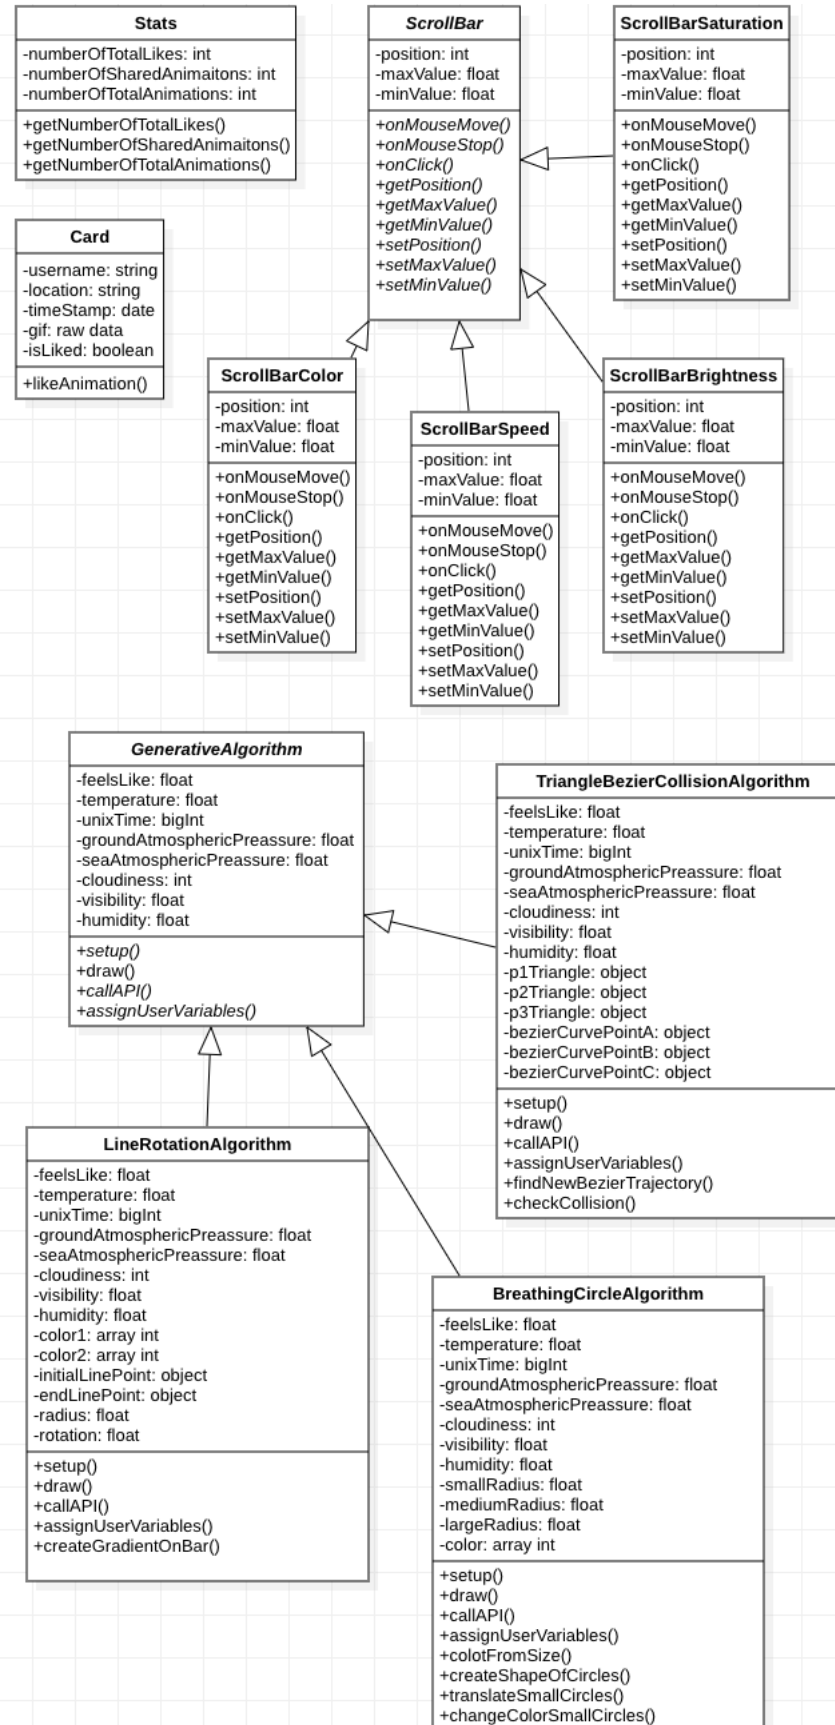 Stats
-numberOfTotalLikes: int
-numberOfSharedAnimaitons: int
-numberOfTotalAnimations: int
+getNumberOfTotalLikes()
+getNumberOfSharedAnimaitons()
+getNumberOfTotalAnimations()
ScrollBar
-position: int
-maxValue: float
-minValue: float
+onMouseMove()
+onMouseStop()
+onClick()
+getPosition()
+getMaxValue()
+getMinValue()
+setPosition()
+setMaxValue()
+setMinValue()
ScrollBarSaturation
-position: int
-maxValue: float
-minValue: float
+onMouseMove()
+onMouseStop()
+onClick()
+getPosition()
+getMaxValue()
+getMinValue()
+setPosition()
+setMaxValue()
+setMinValue()
Card
-username: string
-location: string
-timeStamp: date
-gif: raw data
-isLiked: boolean
+likeAnimation()
ScrollBarColor
-position: int
-maxValue: float
-minValue: float
+onMouseMove()
+onMouseStop()
+onClick()
+getPosition()
+getMaxValue()
+getMinValue()
+setPosition()
+setMaxValue()
+setMinValue()
ScrollBarSpeed
-position: int
-maxValue: float
-minValue: float
+onMouseMove()
+onMouseStop()
+onClick()
+getPosition()
+getMaxValue()
+getMinValue()
+setPosition()
+setMaxValue()
+setMinValue()
ScrollBarBrightness
-position: int
-maxValue: float
-minValue: float
+onMouseMove()
+onMouseStop()
+onClick()
+getPosition()
+getMaxValue()
+getMinValue()
+setPosition()
+setMaxValue()
+setMinValue()
GenerativeAlgorithm
-feelsLike: float
-temperature: float
-unixTime: bigInt
-groundAtmosphericPreassure: float
-seaAtmosphericPreassure: float
-cloudiness: int
-visibility: float
-humidity: float
+setup()
+draw()
+callAPI()
+assignUserVariables()
TriangleBezierCollisionAlgorithm
-feelsLike: float
-temperature: float
-unixTime: bigInt
-groundAtmosphericPreassure: float
-seaAtmosphericPreassure: float
-cloudiness: int
-visibility: float
-humidity: float
-p1Triangle: object
-p2Triangle: object
-p3Triangle: object
-bezierCurvePointA: object
-bezierCurvePointB: object
-bezierCurvePointC: object
+setup()
+draw()
+callAPI()
+assignUserVariables()
+findNewBezierTrajectory()
+checkCollision()
LineRotationAlgorithm
-feelsLike: float
-temperature: float
-unixTime: bigInt
-groundAtmosphericPreassure: float
-seaAtmosphericPreassure: float
-cloudiness: int
-visibility: float
-humidity: float
-color1: array int
-color2: array int
-initialLinePoint: object
-endLinePoint: object
-radius: float
-rotation: float
+setup()
+draw()
+callAPI()
+assignUserVariables()
+createGradientOnBar()
BreathingCircleAlgorithm
-feelsLike: float
-temperature: float
-unixTime: bigInt
-groundAtmosphericPreassure: float
-seaAtmosphericPreassure: float
-cloudiness: int
-visibility: float
-humidity: float
-smallRadius: float
-mediumRadius: float
-largeRadius: float
-color: array int
+setup()
+draw()
+callAPI()
+assignUserVariables()
+colotFromSize()
+createShapeOfCircles()
+translateSmallCircles()
+changeColorSmallCircles()